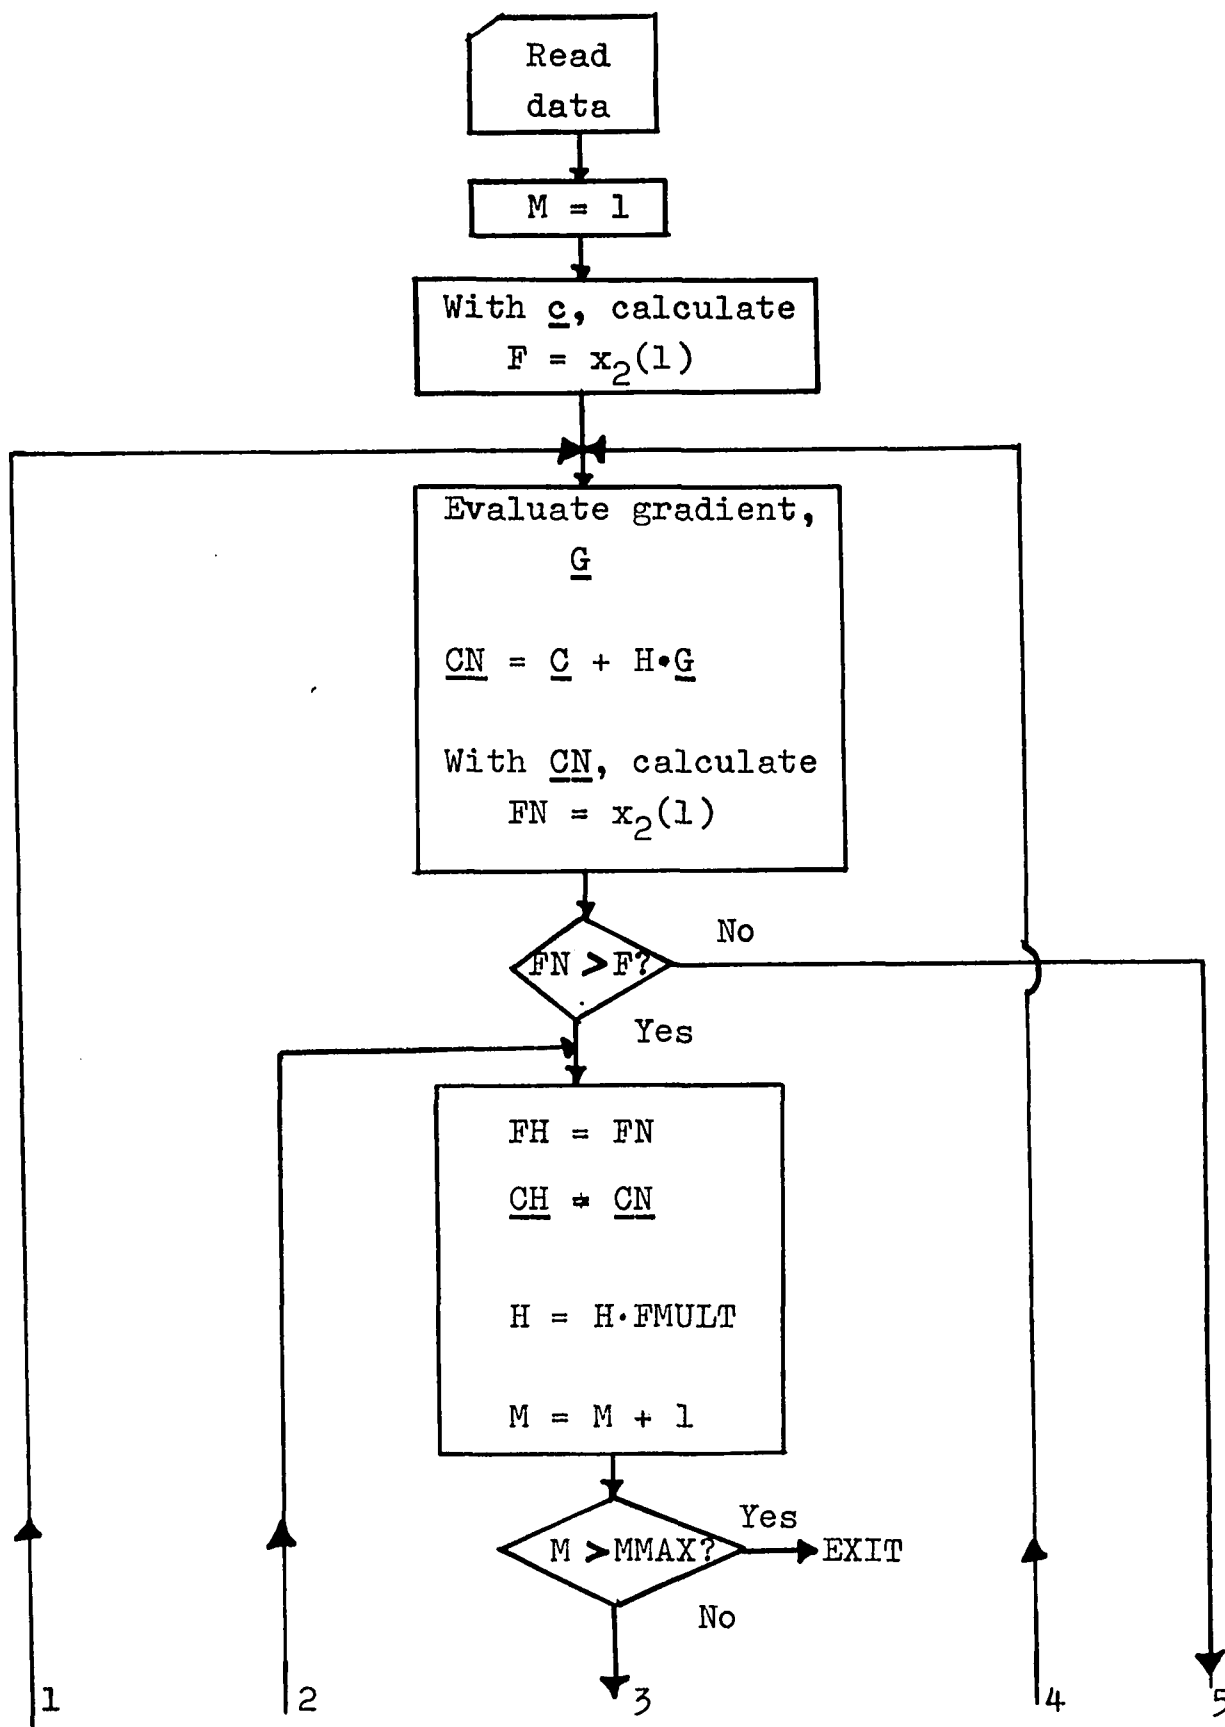 Read
data
M = 1
With c, calculate
F = x₂(1)
Evaluate gradient,
G
CN = C + H·G
With CN, calculate
FN = x₂(1)
FN > F?
No
Yes
FH = FN
CH = CN
H = H·FMULT
M = M + 1
M > MMAX?
Yes
EXIT
No
1
2
3
4
5